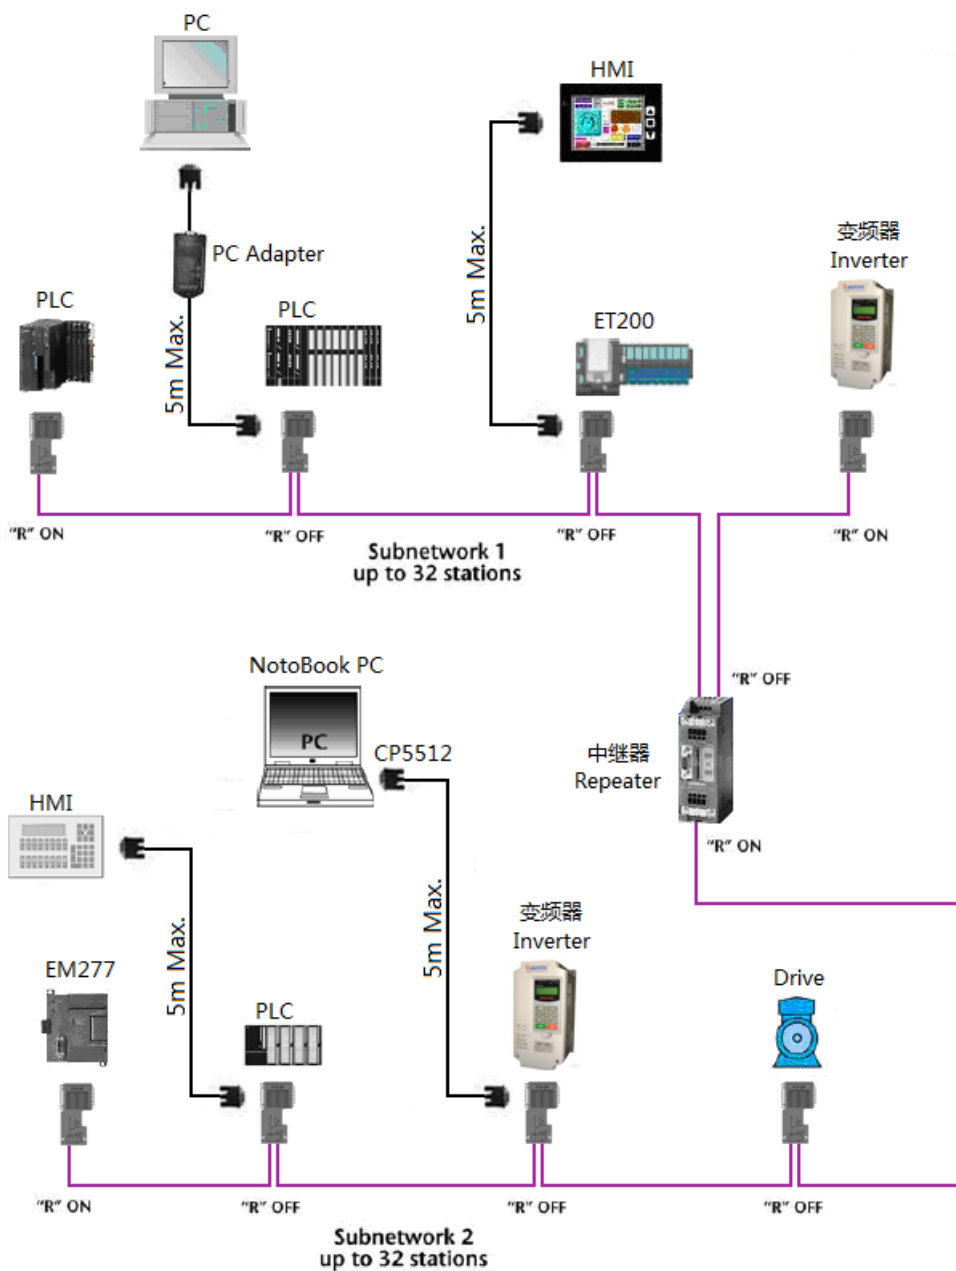 PC
HMI
PC Adapter
5m Max.
5m Max.
变频器
Inverter
PLC
PLC
ET200
"R" ON
"R" OFF
"R" OFF
"R" ON
Subnetwork 1
up to 32 stations
NotoBook PC
"R" OFF
PC
CP5512
中继器
Repeater
HMI
"R" ON
5m Max.
5m Max.
变频器
Inverter
EM277
PLC
Drive
"R" ON
"R" OFF
"R" OFF
"R" OFF
Subnetwork 2
up to 32 stations